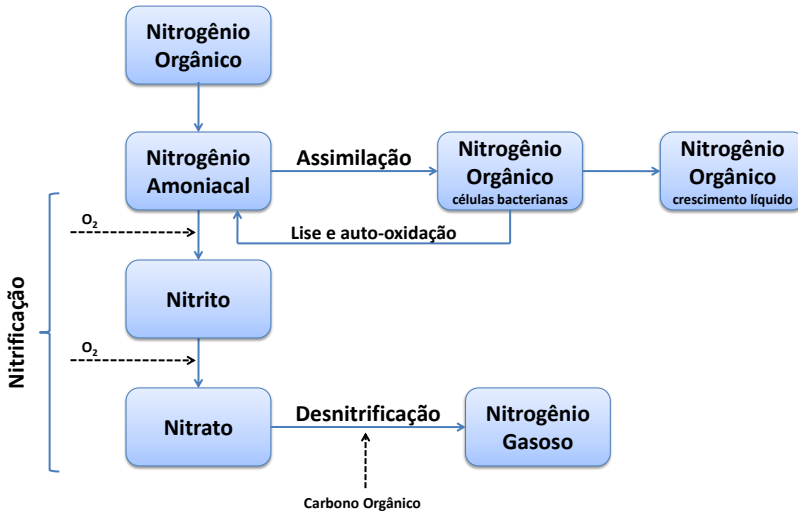 Nitrogênio
Orgânico
Nitrogênio
Amoniacal
Assimilação
Nitrogênio
Orgânico
células bacterianas
Nitrogênio
Orgânico
crescimento líquido
O2
Lise e auto-oxidação
Nitrificação
Nitrito
O2
Nitrato
Desnitrificação
Nitrogênio
Gasoso
Carbono Orgânico